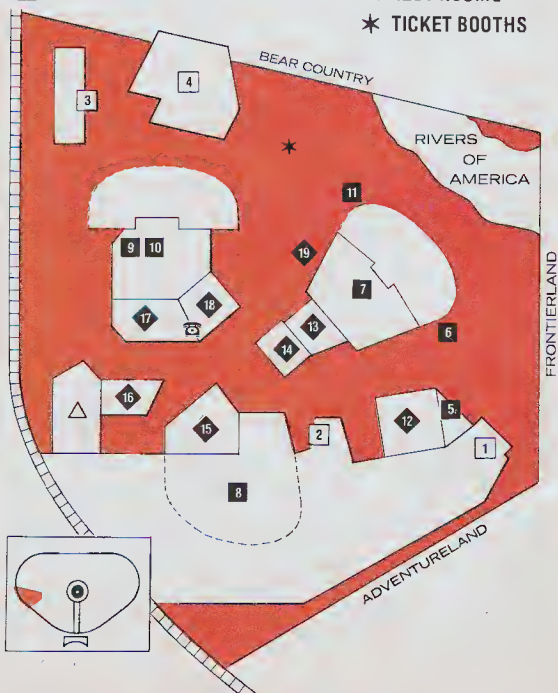 ✶ TICKET BOOTHS
BEAR COUNTRY
4
3
RIVERS
OF
AMERICA
11
9 10
19
7
FRONTIERLAND
18
17
13
6
14
16
15
2
12
5
1
8
ADVENTURELAND